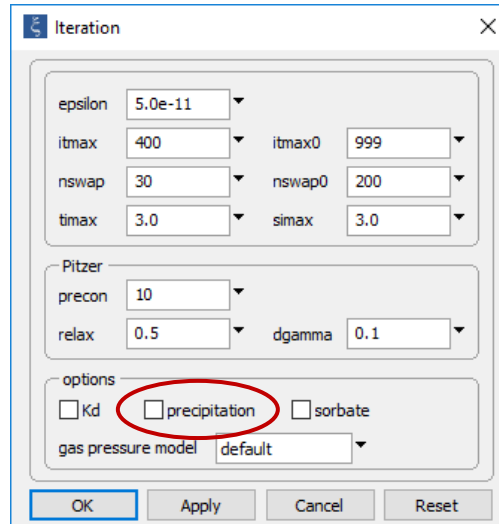 ξ Iteration
epsilon 5.0e-11
itmax 400 itmax0 999
nswap 30 nswap0 200
timax 3.0 simax 3.0
Pitzer
precon 10
relax 0.5 dgamma 0.1
options
Kd precipitation sorbate
gas pressure model default
OK Apply Cancel Reset